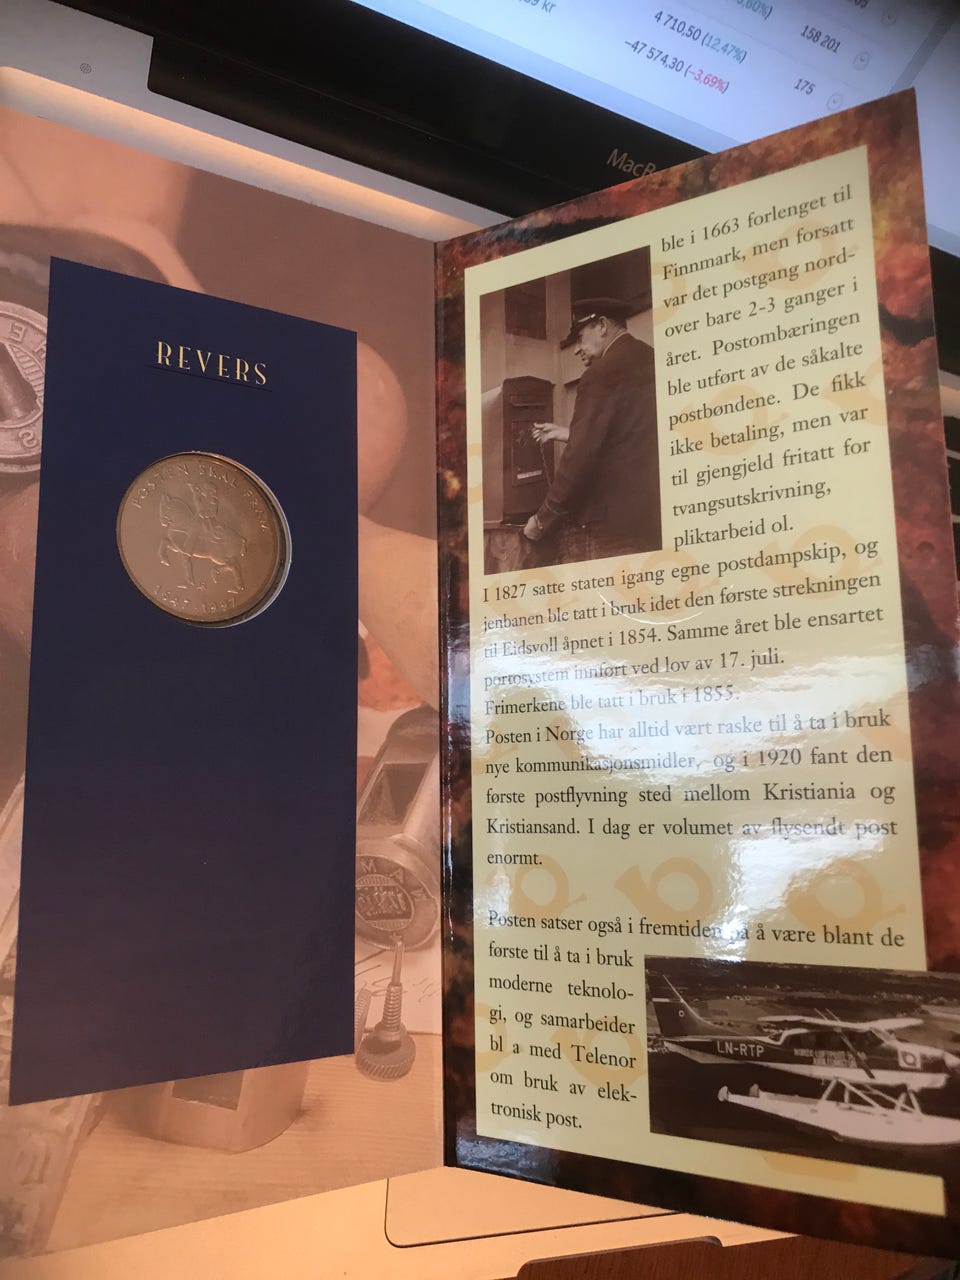 4 710,50 (12,47%)
158 201
−47 574,30 (−3,69%)
175
REVERS
POSTEN SKAL FRAM
1647 · 1997
ble i 1663 forlenget til
Finnmark, men forsatt
var det postgang nord-
over bare 2-3 ganger i
året. Postombæringen
ble utført av de såkalte
postbøndene. De fikk
ikke betaling, men var
til gjengjeld fritatt for
tvangsutskrivning,
pliktarbeid ol.
I 1827 satte staten igang egne postdampskip, og
jenbanen ble tatt i bruk idet den første strekningen
til Eidsvoll åpnet i 1854. Samme året ble ensartet
portosystem innført ved lov av 17. juli.
Frimerkene ble tatt i bruk i 1855.
Posten i Norge har alltid vært raske til å ta i bruk
nye kommunikasjonsmidler, og i 1920 fant den
første postflyvning sted mellom Kristiania og
Kristiansand. I dag er volumet av flysendt post
enormt.
Posten satser også i fremtiden på å være blant de
første til å ta i bruk
moderne teknolo-
gi, og samarbeider
bl a med Telenor
om bruk av elek-
tronisk post.
LN-RTP